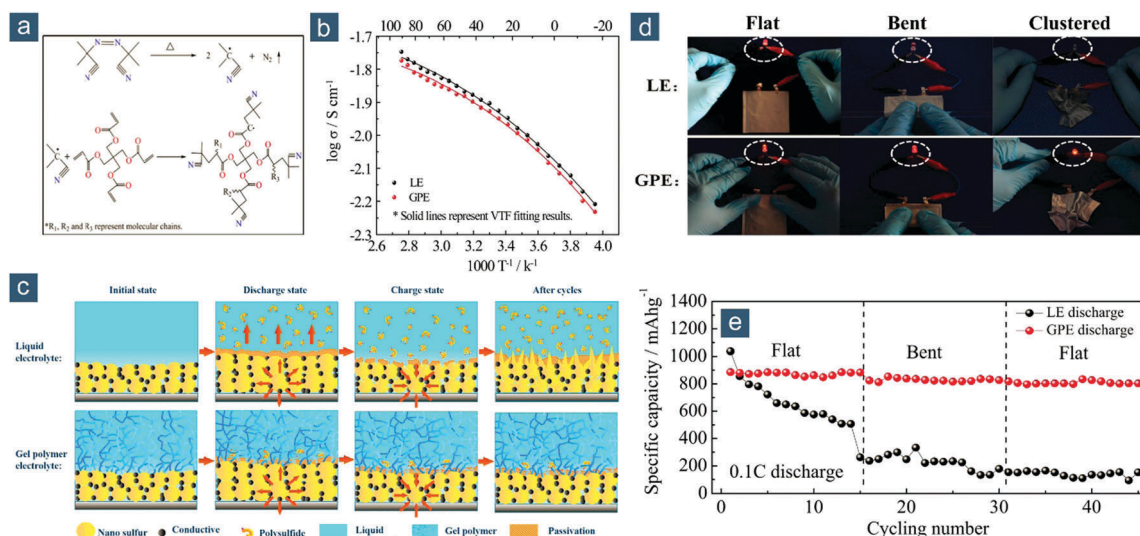 a
N
N
N
N
△
2
C
N
+ N₂ ↑
C
N
+
O
O
O
O
O
O
O
O
N
C
R₁
N
O
O
O
O
O
O
O
O
R₂
R₃
N
N
*R₁, R₂ and R₃ represent molecular chains.
b
100 80 60 40 20 0 -20
-1.7
-1.8
-1.9
-2.0
-2.1
-2.2
-2.3
log σ / S cm⁻¹
LE
GPE
* Solid lines represent VTF fitting results.
2.6 2.8 3.0 3.2 3.4 3.6 3.8 4.0
1000 T⁻¹ / k⁻¹
c
Initial state Discharge state Charge state After cycles
Liquid
electrolyte:
Gel polymer
electrolyte:
Nano sulfur Conductive Polysulfide Liquid Gel polymer Passivation
d
Flat Bent Clustered
LE:
GPE:
e
1400
1200
1000
800
600
400
200
0
Specific capacity / mAhg⁻¹
LE discharge
GPE discharge
Flat Bent Flat
0.1C discharge
0 10 20 30 40
Cycling number